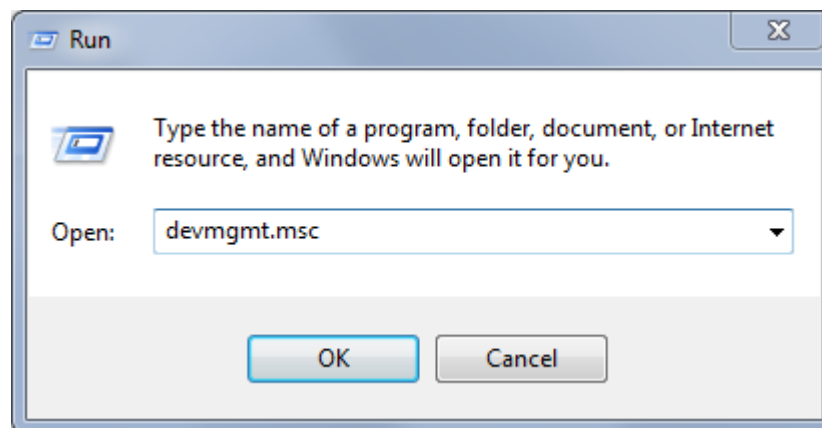 Run
Type the name of a program, folder, document, or Internet
resource, and Windows will open it for you.
Open: devmgmt.msc
OK Cancel